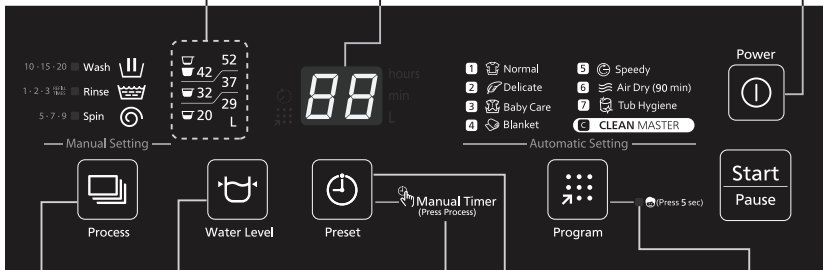 10 · 15 · 20 Wash
1 · 2 · 3 Rinse
5 · 7 · 9 Spin
Manual Setting
52
42
37
32
29
20
L
88
hours
min
L
1 Normal
2 Delicate
3 Baby Care
4 Blanket
5 Speedy
6 Air Dry (90 min)
7 Tub Hygiene
C CLEAN MASTER
Automatic Setting
Power
Start
Pause
Process
Water Level
Preset
Manual Timer
(Press Process)
Program
(Press 5 sec)